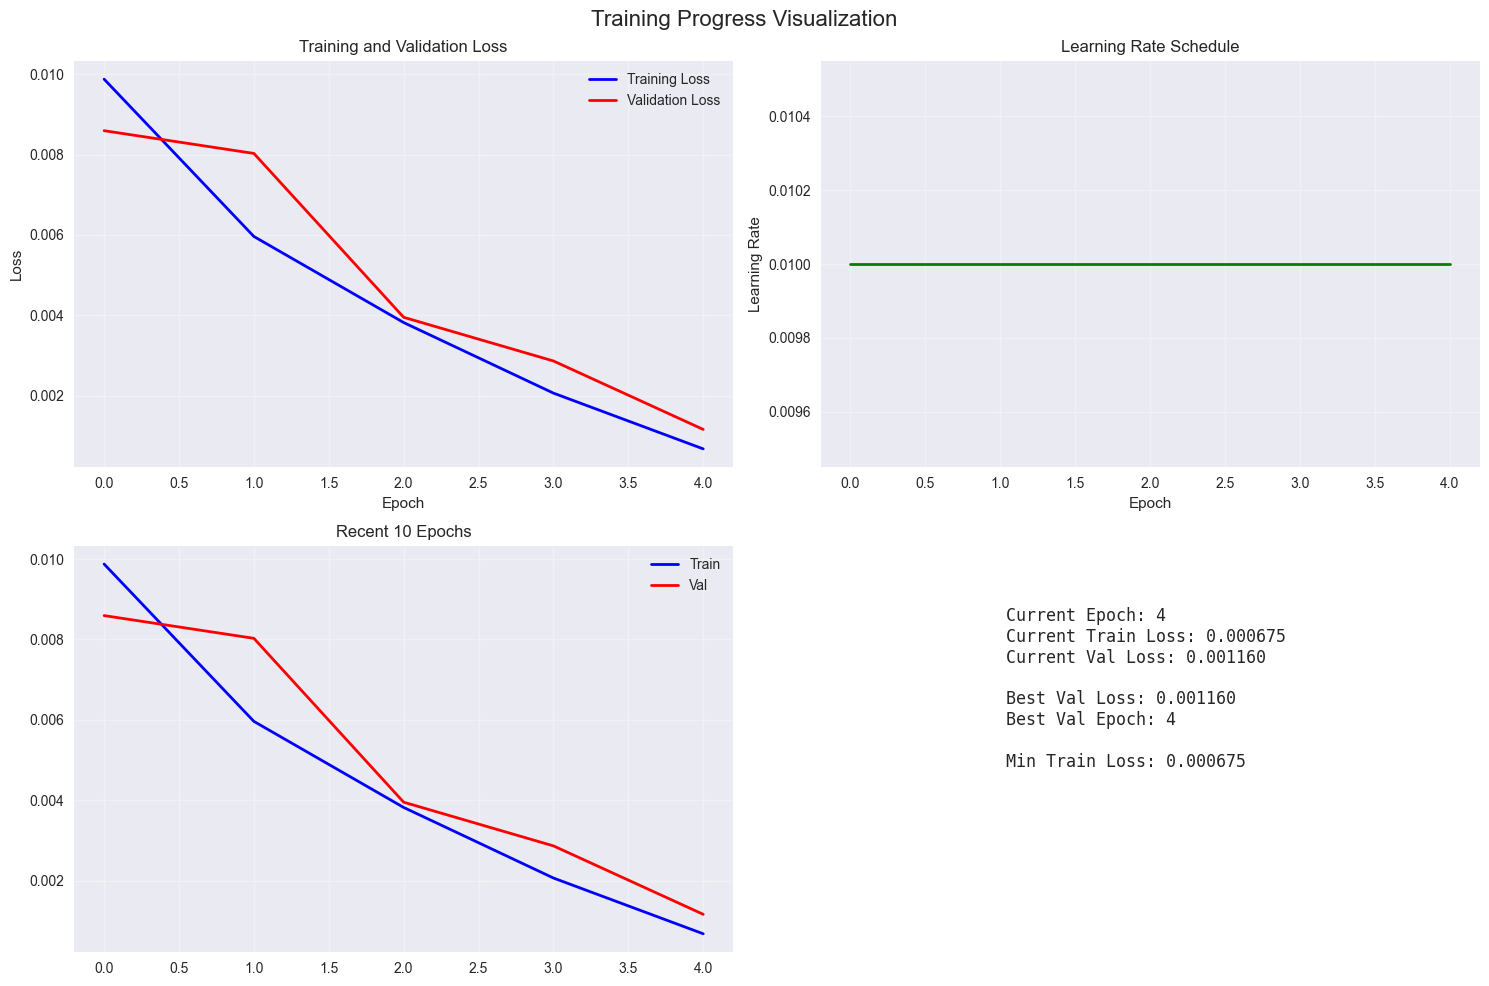 Training Progress Visualization
Training and Validation Loss
0.010
0.008
0.006
0.004
0.002
Loss
Training Loss
Validation Loss
0.0 0.5 1.0 1.5 2.0 2.5 3.0 3.5 4.0
Epoch
Learning Rate Schedule
0.0104
0.0102
0.0100
0.0098
0.0096
Learning Rate
0.0 0.5 1.0 1.5 2.0 2.5 3.0 3.5 4.0
Epoch
Recent 10 Epochs
0.010
0.008
0.006
0.004
0.002
Train
Val
0.0 0.5 1.0 1.5 2.0 2.5 3.0 3.5 4.0
Current Epoch: 4
Current Train Loss: 0.000675
Current Val Loss: 0.001160
Best Val Loss: 0.001160
Best Val Epoch: 4
Min Train Loss: 0.000675